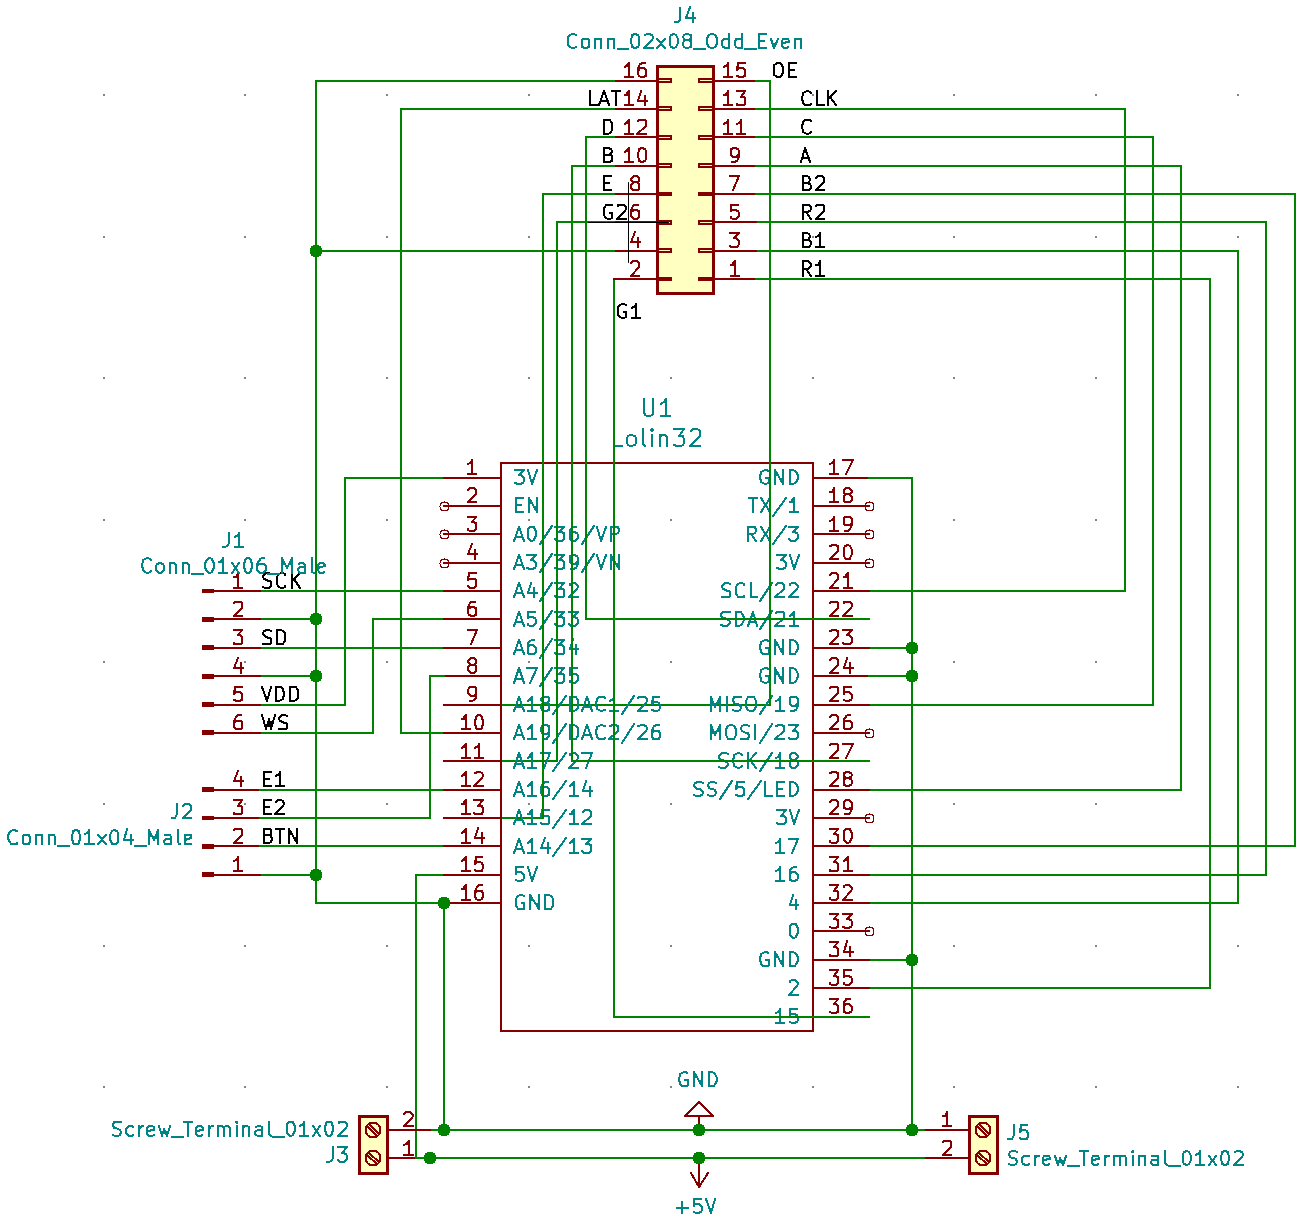 J4
Conn_02x08_Odd_Even
16 15 OE
LAT 14 13 CLK
D 12 11 C
B 10 9 A
E 8 7 B2
G2 6 5 R2
4 3 B1
2 1 R1
G1
U1
Lolin32
1 3V GND 17
2 EN TX/1 18
3 A0/36/VP RX/3 19
4 A3/39/VN 3V 20
5 A4/32 SCL/22 21
6 A5/33 SDA/21 22
7 A6/34 GND 23
8 A7/35 GND 24
9 A18/DAC1/25 MISO/19 25
10 A19/DAC2/26 MOSI/23 26
11 A17/27 SCK/18 27
12 A16/14 SS/5/LED 28
13 A15/12 3V 29
14 A14/13 17 30
15 5V 16 31
16 GND 4 32
0 33
GND 34
2 35
15 36
J1
Conn_01x06_Male
1 SCK
2
3 SD
4
5 VDD
6 WS
4 E1
J2 3 E2
Conn_01x04_Male 2 BTN
1
GND
Screw_Terminal_01x02 2
J3 1
1 J5
2 Screw_Terminal_01x02
+5V